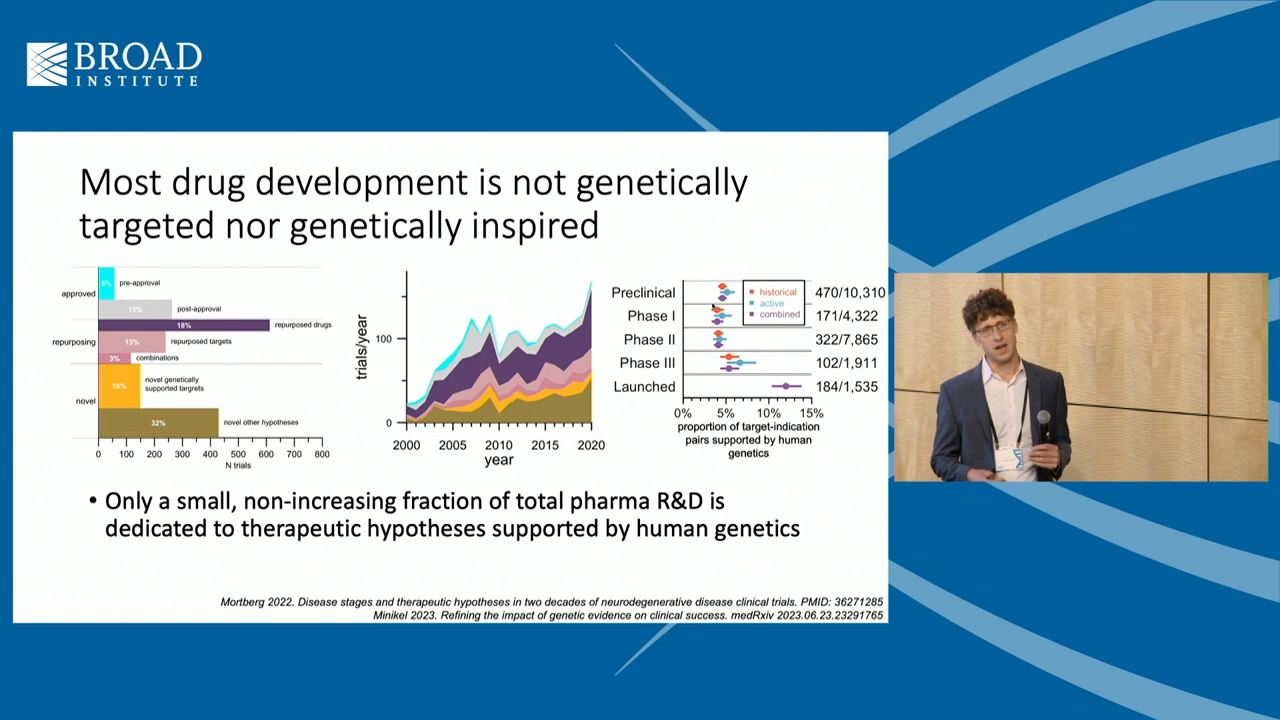 BROAD
INSTITUTE
Most drug development is not genetically
targeted nor genetically inspired
approved
repurposing
novel
pre-approval
13%
post-approval
18%
repurposed drugs
13%
repurposed targets
3%
combinations
16%
novel genetically
supported targrets
32%
novel other hypotheses
0 100 200 300 400 500 600 700 800
N trials
trials/year
100
0
2000 2005 2010 2015 2020
year
historical
active
combined
Preclinical 470/10,310
Phase I 171/4,322
Phase II 322/7,865
Phase III 102/1,911
Launched 184/1,535
0% 5% 10% 15%
proportion of target-indication
pairs supported by human
genetics
• Only a small, non-increasing fraction of total pharma R&D is
dedicated to therapeutic hypotheses supported by human genetics
Mortberg 2022. Disease stages and therapeutic hypotheses in two decades of neurodegenerative disease clinical trials. PMID: 36271285
Minikel 2023. Refining the impact of genetic evidence on clinical success. medRxiv 2023.06.23.23291765